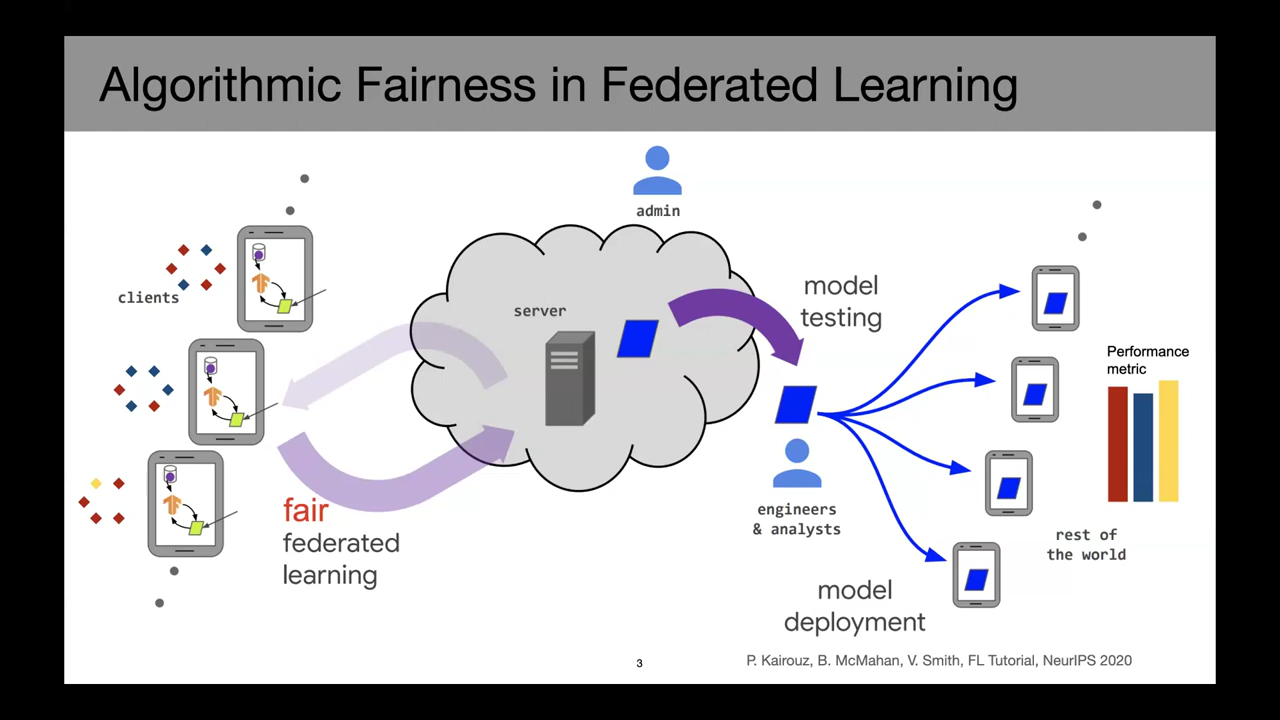 Algorithmic Fairness in Federated Learning
admin
clients
server
model
testing
Performance
metric
fair
federated
learning
engineers
& analysts
rest of
the world
model
deployment
3
P. Kairouz, B. McMahan, V. Smith, FL Tutorial, NeurIPS 2020